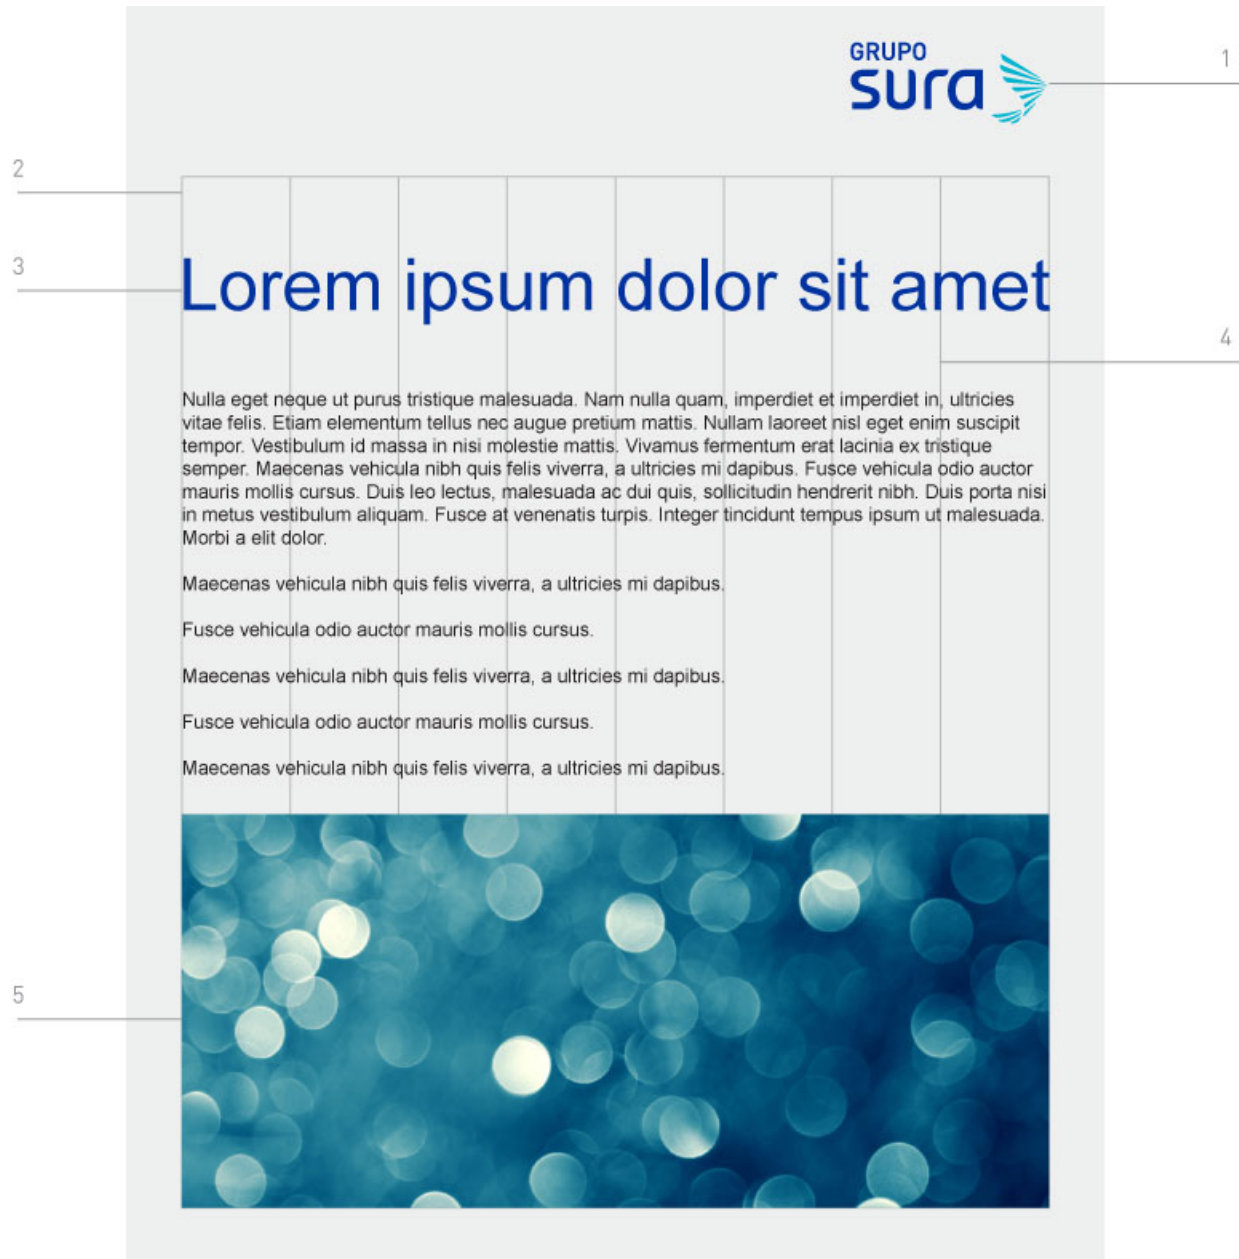 GRUPO
sura
1
2
3
Lorem ipsum dolor sit amet
4
Nulla eget neque ut purus tristique malesuada. Nam nulla quam, imperdiet et imperdiet in, ultricies
vitae felis. Etiam elementum tellus nec augue pretium mattis. Nullam laoreet nisl eget enim suscipit
tempor. Vestibulum id massa in nisi molestie mattis. Vivamus fermentum erat lacinia ex tristique
semper. Maecenas vehicula nibh quis felis viverra, a ultricies mi dapibus. Fusce vehicula odio auctor
mauris mollis cursus. Duis leo lectus, malesuada ac dui quis, sollicitudin hendrerit nibh. Duis porta nisi
in metus vestibulum aliquam. Fusce at venenatis turpis. Integer tincidunt tempus ipsum ut malesuada.
Morbi a elit dolor.
Maecenas vehicula nibh quis felis viverra, a ultricies mi dapibus.
Fusce vehicula odio auctor mauris mollis cursus.
Maecenas vehicula nibh quis felis viverra, a ultricies mi dapibus.
Fusce vehicula odio auctor mauris mollis cursus.
Maecenas vehicula nibh quis felis viverra, a ultricies mi dapibus.
5